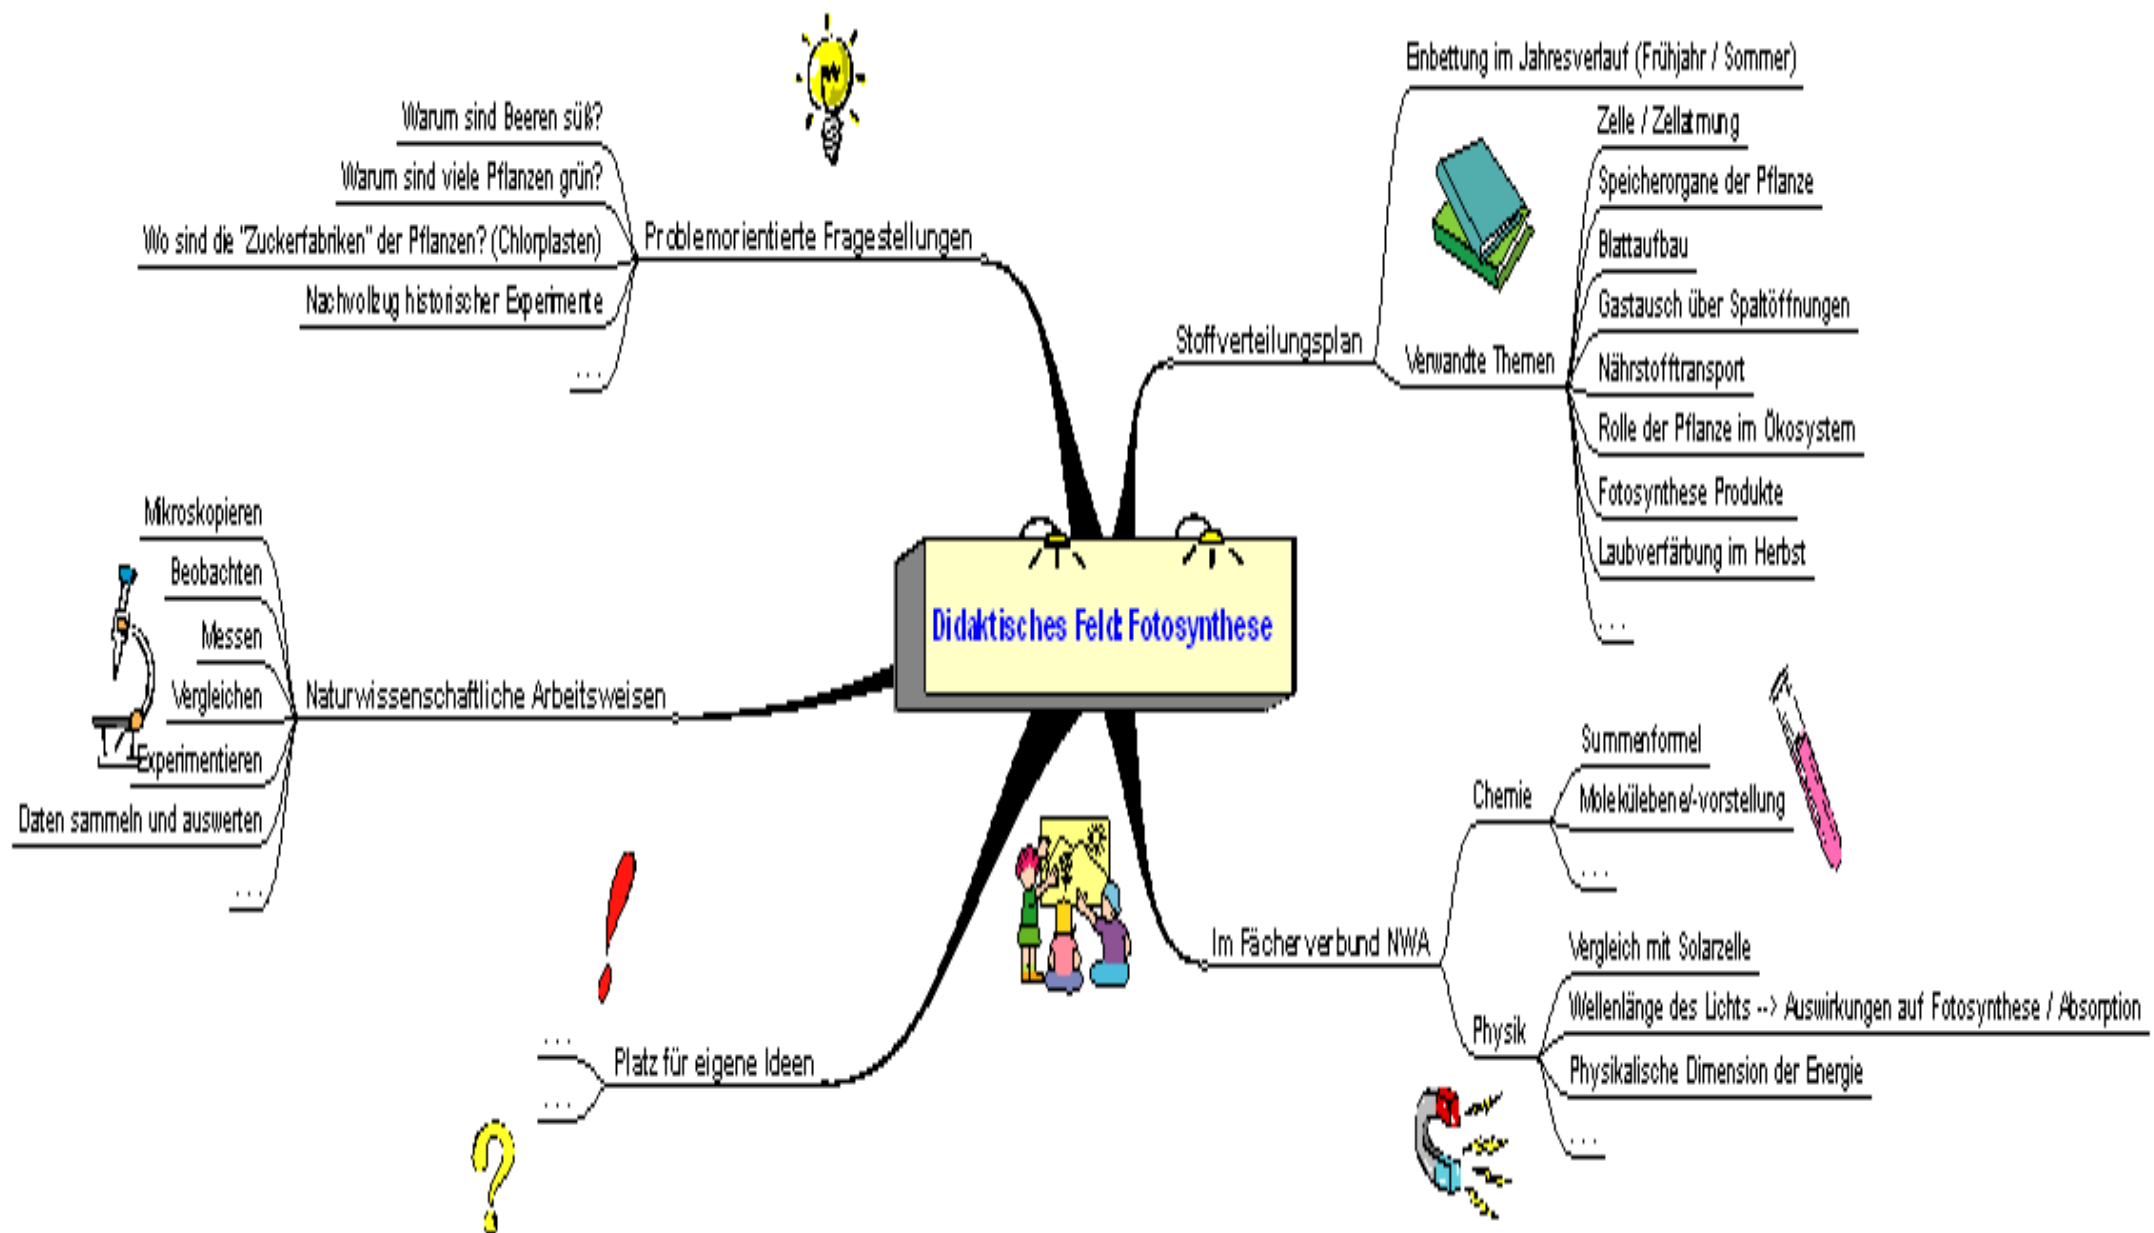 Didaktisches Feld: Fotosynthese
Problemorientierte Fragestellungen
Warum sind Beeren süß?
Warum sind viele Pflanzen grün?
Wo sind die "Zuckerfabriken" der Pflanzen? (Chlorplasten)
Nachvollzug historischer Experimente
...
Naturwissenschaftliche Arbeitsweisen
Mikroskopieren
Beobachten
Messen
Vergleichen
Experimentieren
Daten sammeln und auswerten
...
Platz für eigene Ideen
...
...
Stoffverteilungsplan
Einbettung im Jahresverlauf (Frühjahr / Sommer)
Verwandte Themen
Zelle / Zellatmung
Speicherorgane der Pflanze
Blattaufbau
Gastausch über Spaltöffnungen
Nährstofftransport
Rolle der Pflanze im Ökosystem
Fotosynthese Produkte
Laubverfärbung im Herbst
...
Im Fächerverbund NWA
Chemie
Summenformel
Molekülebene/-vorstellung
...
Physik
Vergleich mit Solarzelle
Wellenlänge des Lichts --> Auswirkungen auf Fotosynthese / Absorption
Physikalische Dimension der Energie
...